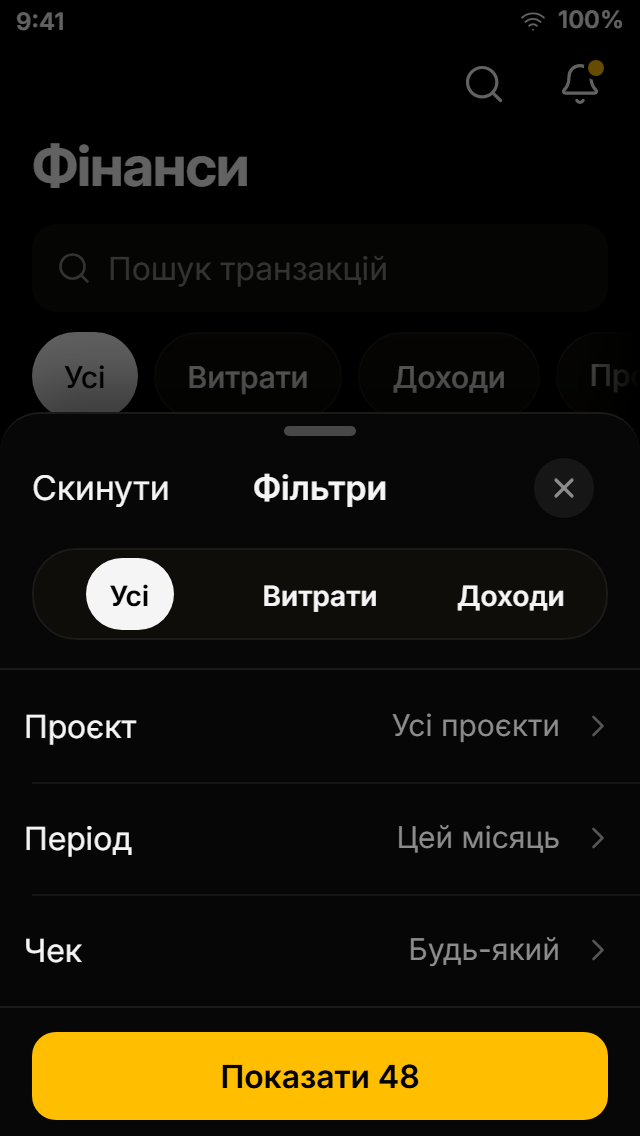 9:41 100%
Фінанси
Пошук транзакцій
Усі Витрати Доходи
Скинути Фільтри
Усі Витрати Доходи
Проєкт Усі проєкти
Період Цей місяць
Чек Будь-який
Показати 48